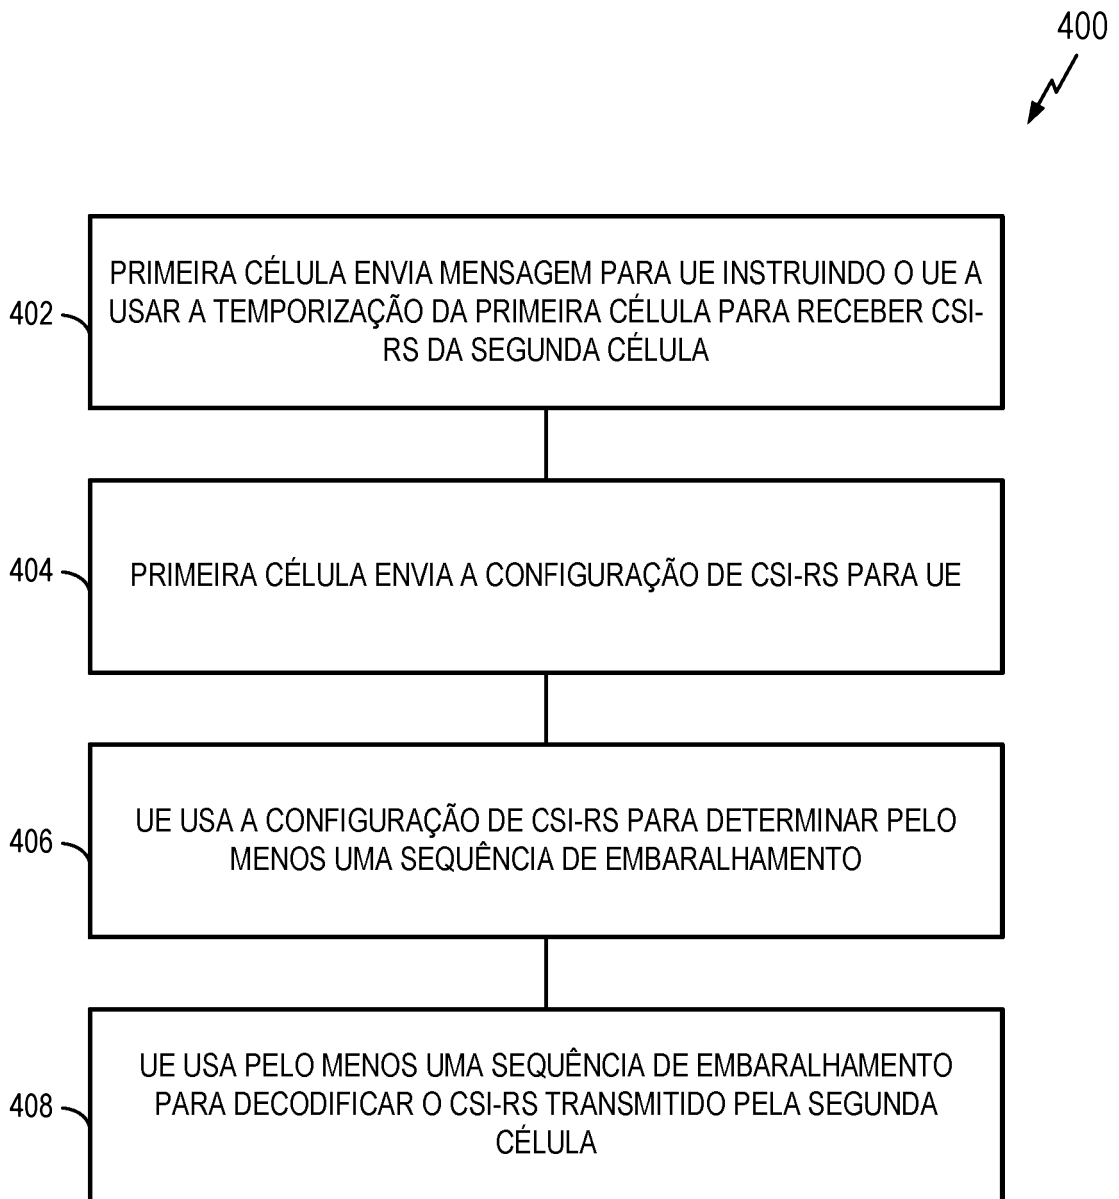 400
402
PRIMEIRA CÉLULA ENVIA MENSAGEM PARA UE INSTRUINDO O UE A
USAR A TEMPORIZAÇÃO DA PRIMEIRA CÉLULA PARA RECEBER CSI-
RS DA SEGUNDA CÉLULA
404
PRIMEIRA CÉLULA ENVIA A CONFIGURAÇÃO DE CSI-RS PARA UE
406
UE USA A CONFIGURAÇÃO DE CSI-RS PARA DETERMINAR PELO
MENOS UMA SEQUÊNCIA DE EMBARALHAMENTO
408
UE USA PELO MENOS UMA SEQUÊNCIA DE EMBARALHAMENTO
PARA DECODIFICAR O CSI-RS TRANSMITIDO PELA SEGUNDA
CÉLULA